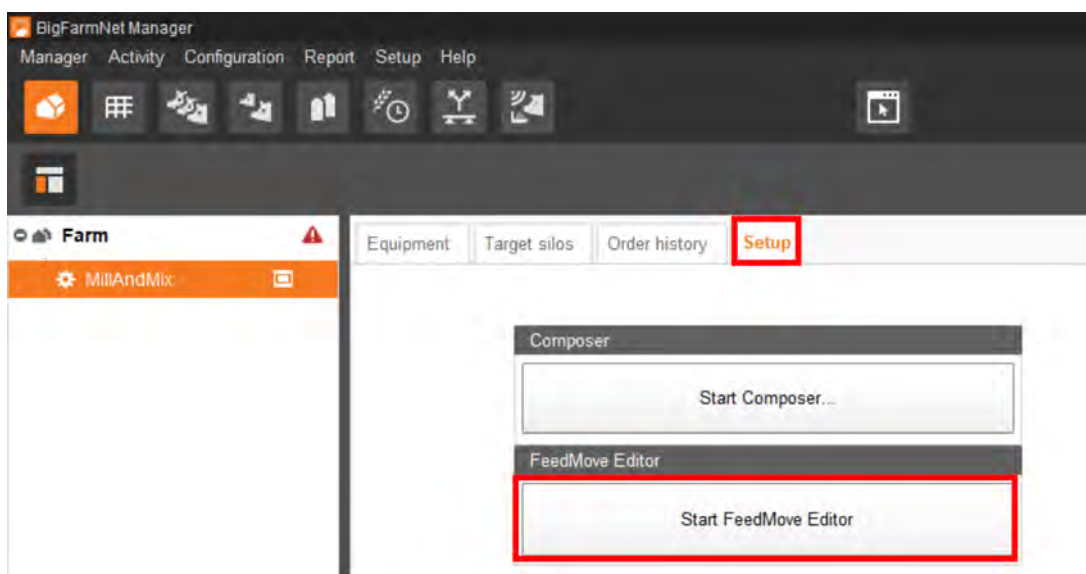 BigFarmNet Manager
Manager Activity Configuration Report Setup Help
Farm
Equipment Target silos Order history Setup
MillAndMix
Composer
Start Composer...
FeedMove Editor
Start FeedMove Editor